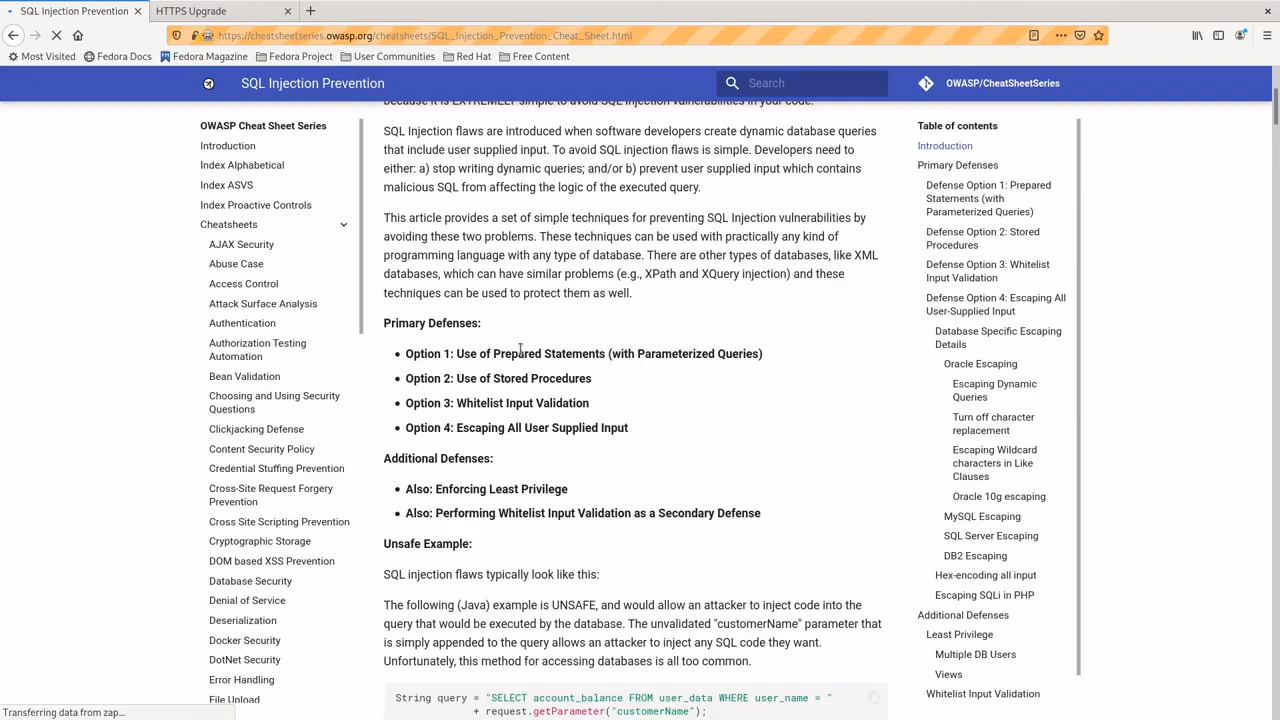 SQL Injection Prevention
HTTPS Upgrade
https://cheatsheetseries.owasp.org/cheatsheets/SQL_Injection_Prevention_Cheat_Sheet.html
Most Visited
Fedora Docs
Fedora Magazine
Fedora Project
User Communities
Red Hat
Free Content
SQL Injection Prevention
Search
OWASP/CheatSheetSeries
OWASP Cheat Sheet Series
Introduction
Index Alphabetical
Index ASVS
Index Proactive Controls
Cheatsheets
AJAX Security
Abuse Case
Access Control
Attack Surface Analysis
Authentication
Authorization Testing
Automation
Bean Validation
Choosing and Using Security
Questions
Clickjacking Defense
Content Security Policy
Credential Stuffing Prevention
Cross-Site Request Forgery
Prevention
Cross Site Scripting Prevention
Cryptographic Storage
DOM based XSS Prevention
Database Security
Denial of Service
Deserialization
Docker Security
DotNet Security
Error Handling
File Upload
because it is EXTREMELY simple to avoid SQL Injection vulnerabilities in your code.
SQL Injection flaws are introduced when software developers create dynamic database queries
that include user supplied input. To avoid SQL injection flaws is simple. Developers need to
either: a) stop writing dynamic queries; and/or b) prevent user supplied input which contains
malicious SQL from affecting the logic of the executed query.
This article provides a set of simple techniques for preventing SQL Injection vulnerabilities by
avoiding these two problems. These techniques can be used with practically any kind of
programming language with any type of database. There are other types of databases, like XML
databases, which can have similar problems (e.g., XPath and XQuery injection) and these
techniques can be used to protect them as well.
Primary Defenses:
• Option 1: Use of Prepared Statements (with Parameterized Queries)
• Option 2: Use of Stored Procedures
• Option 3: Whitelist Input Validation
• Option 4: Escaping All User Supplied Input
Additional Defenses:
• Also: Enforcing Least Privilege
• Also: Performing Whitelist Input Validation as a Secondary Defense
Unsafe Example:
SQL injection flaws typically look like this:
The following (Java) example is UNSAFE, and would allow an attacker to inject code into the
query that would be executed by the database. The unvalidated "customerName" parameter that
is simply appended to the query allows an attacker to inject any SQL code they want.
Unfortunately, this method for accessing databases is all too common.
String query = "SELECT account_balance FROM user_data WHERE user_name = "
+ request.getParameter("customerName");
Table of contents
Introduction
Primary Defenses
Defense Option 1: Prepared
Statements (with
Parameterized Queries)
Defense Option 2: Stored
Procedures
Defense Option 3: Whitelist
Input Validation
Defense Option 4: Escaping All
User-Supplied Input
Database Specific Escaping
Details
Oracle Escaping
Escaping Dynamic
Queries
Turn off character
replacement
Escaping Wildcard
characters in Like
Clauses
Oracle 10g escaping
MySQL Escaping
SQL Server Escaping
DB2 Escaping
Hex-encoding all input
Escaping SQLi in PHP
Additional Defenses
Least Privilege
Multiple DB Users
Views
Whitelist Input Validation
Transferring data from zap…